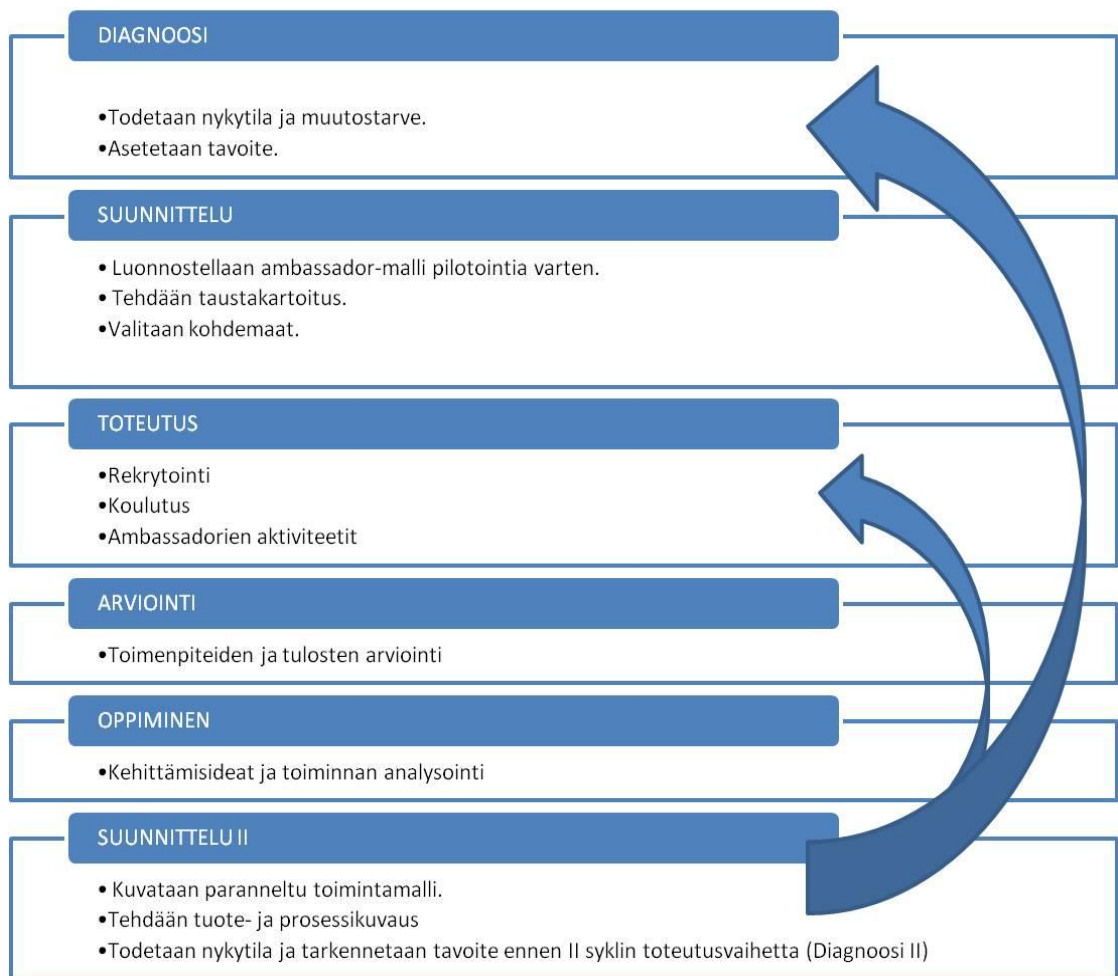 DIAGNOOSI
•Todetaan nykytila ja muutostarve.
•Asetetaan tavoite.
SUUNNITTELU
• Luonnostellaan ambassador-malli pilotointia varten.
• Tehdään taustakartoitus.
•Valitaan kohdemaat.
TOTEUTUS
•Rekrytointi
•Koulutus
•Ambassadorien aktiviteetit
ARVIOINTI
•Toimenpiteiden ja tulosten arviointi
OPPIMINEN
•Kehittämisideat ja toiminnan analysointi
SUUNNITTELU II
• Kuvataan paranneltu toimintamalli.
•Tehdään tuote- ja prosessikuvaus
•Todetaan nykytila ja tarkennetaan tavoite ennen II syklin toteutusvaihetta (Diagnoosi II)